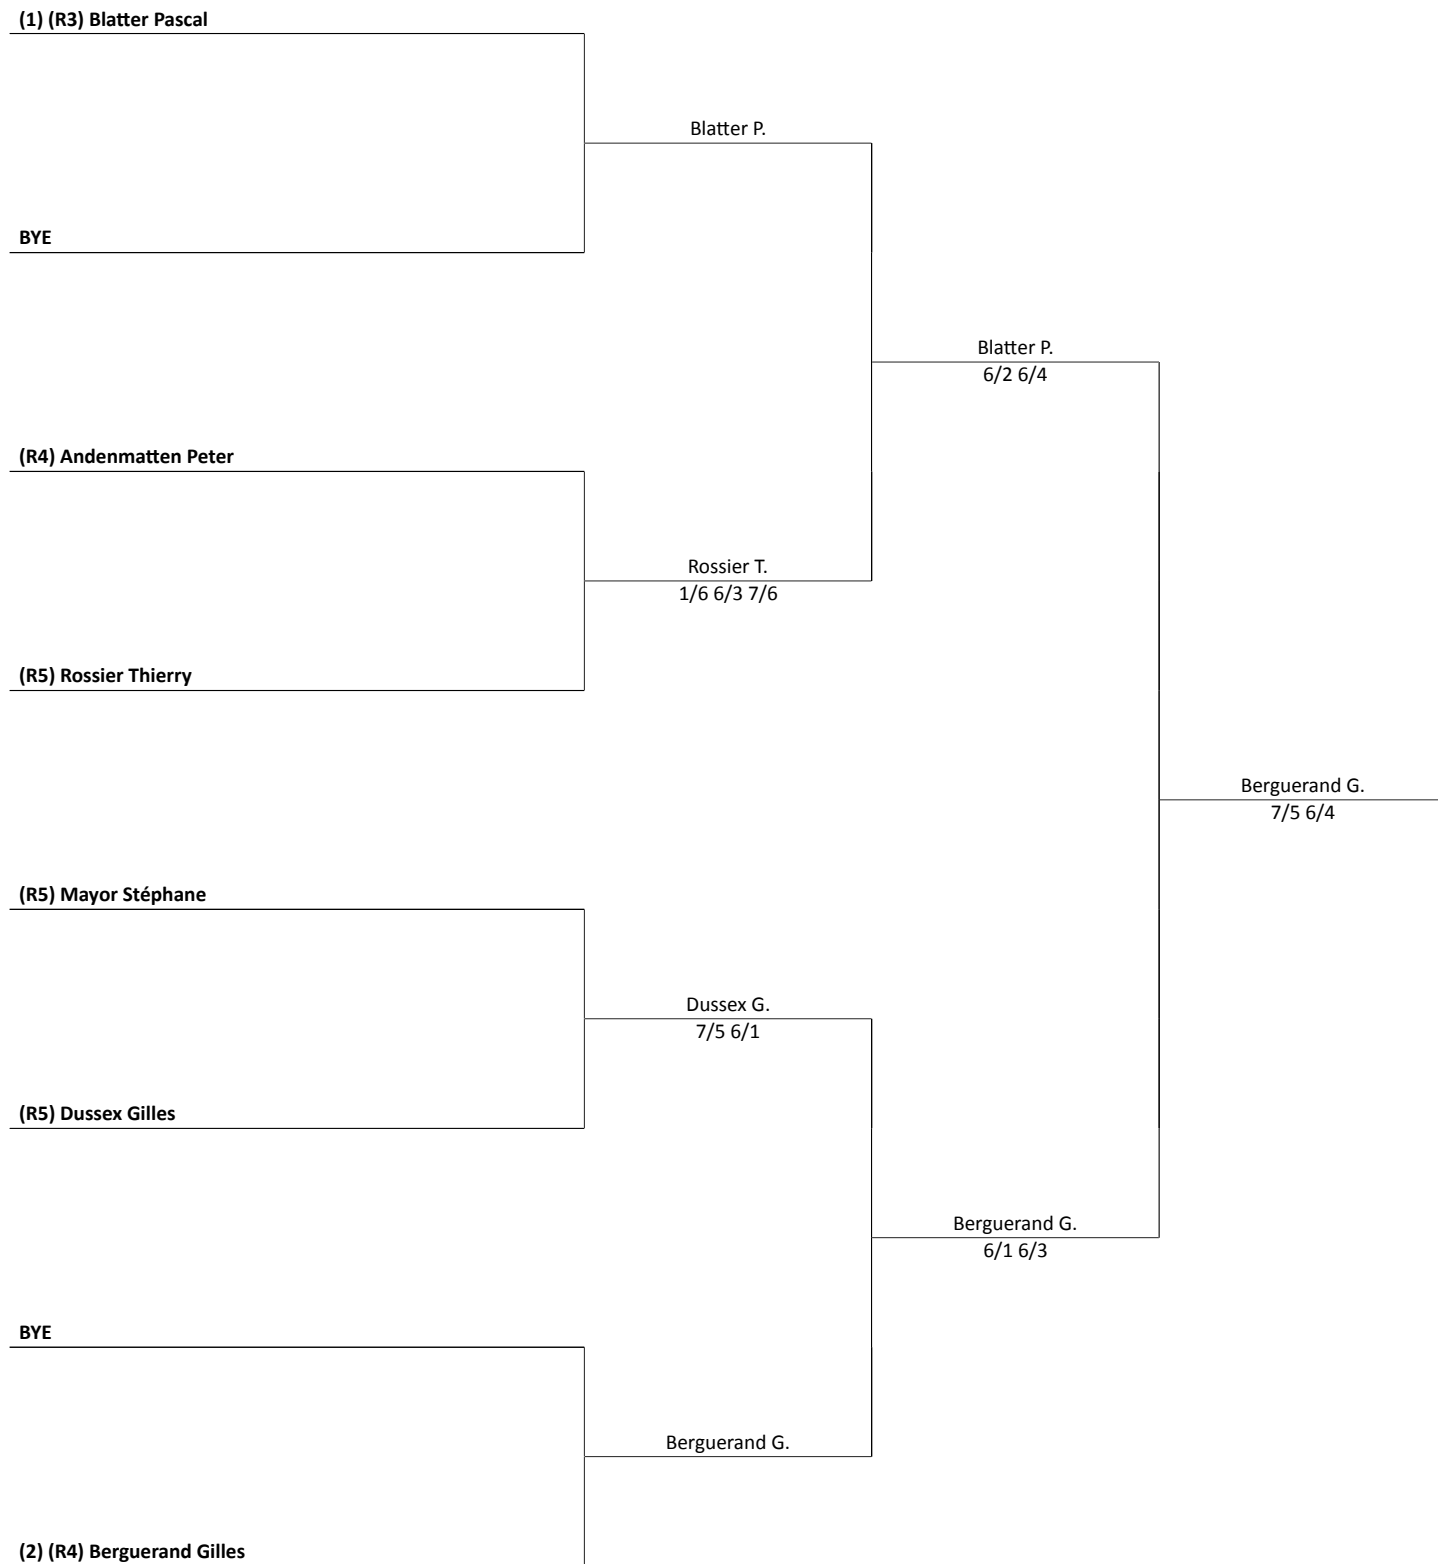 (1) (R3) Blatter Pascal
Blatter P.
BYE
Blatter P.
6/2 6/4
(R4) Andenmatten Peter
Rossier T.
1/6 6/3 7/6
(R5) Rossier Thierry
Berguerand G.
7/5 6/4
(R5) Mayor Stéphane
Dussex G.
7/5 6/1
(R5) Dussex Gilles
Berguerand G.
6/1 6/3
BYE
Berguerand G.
(2) (R4) Berguerand Gilles